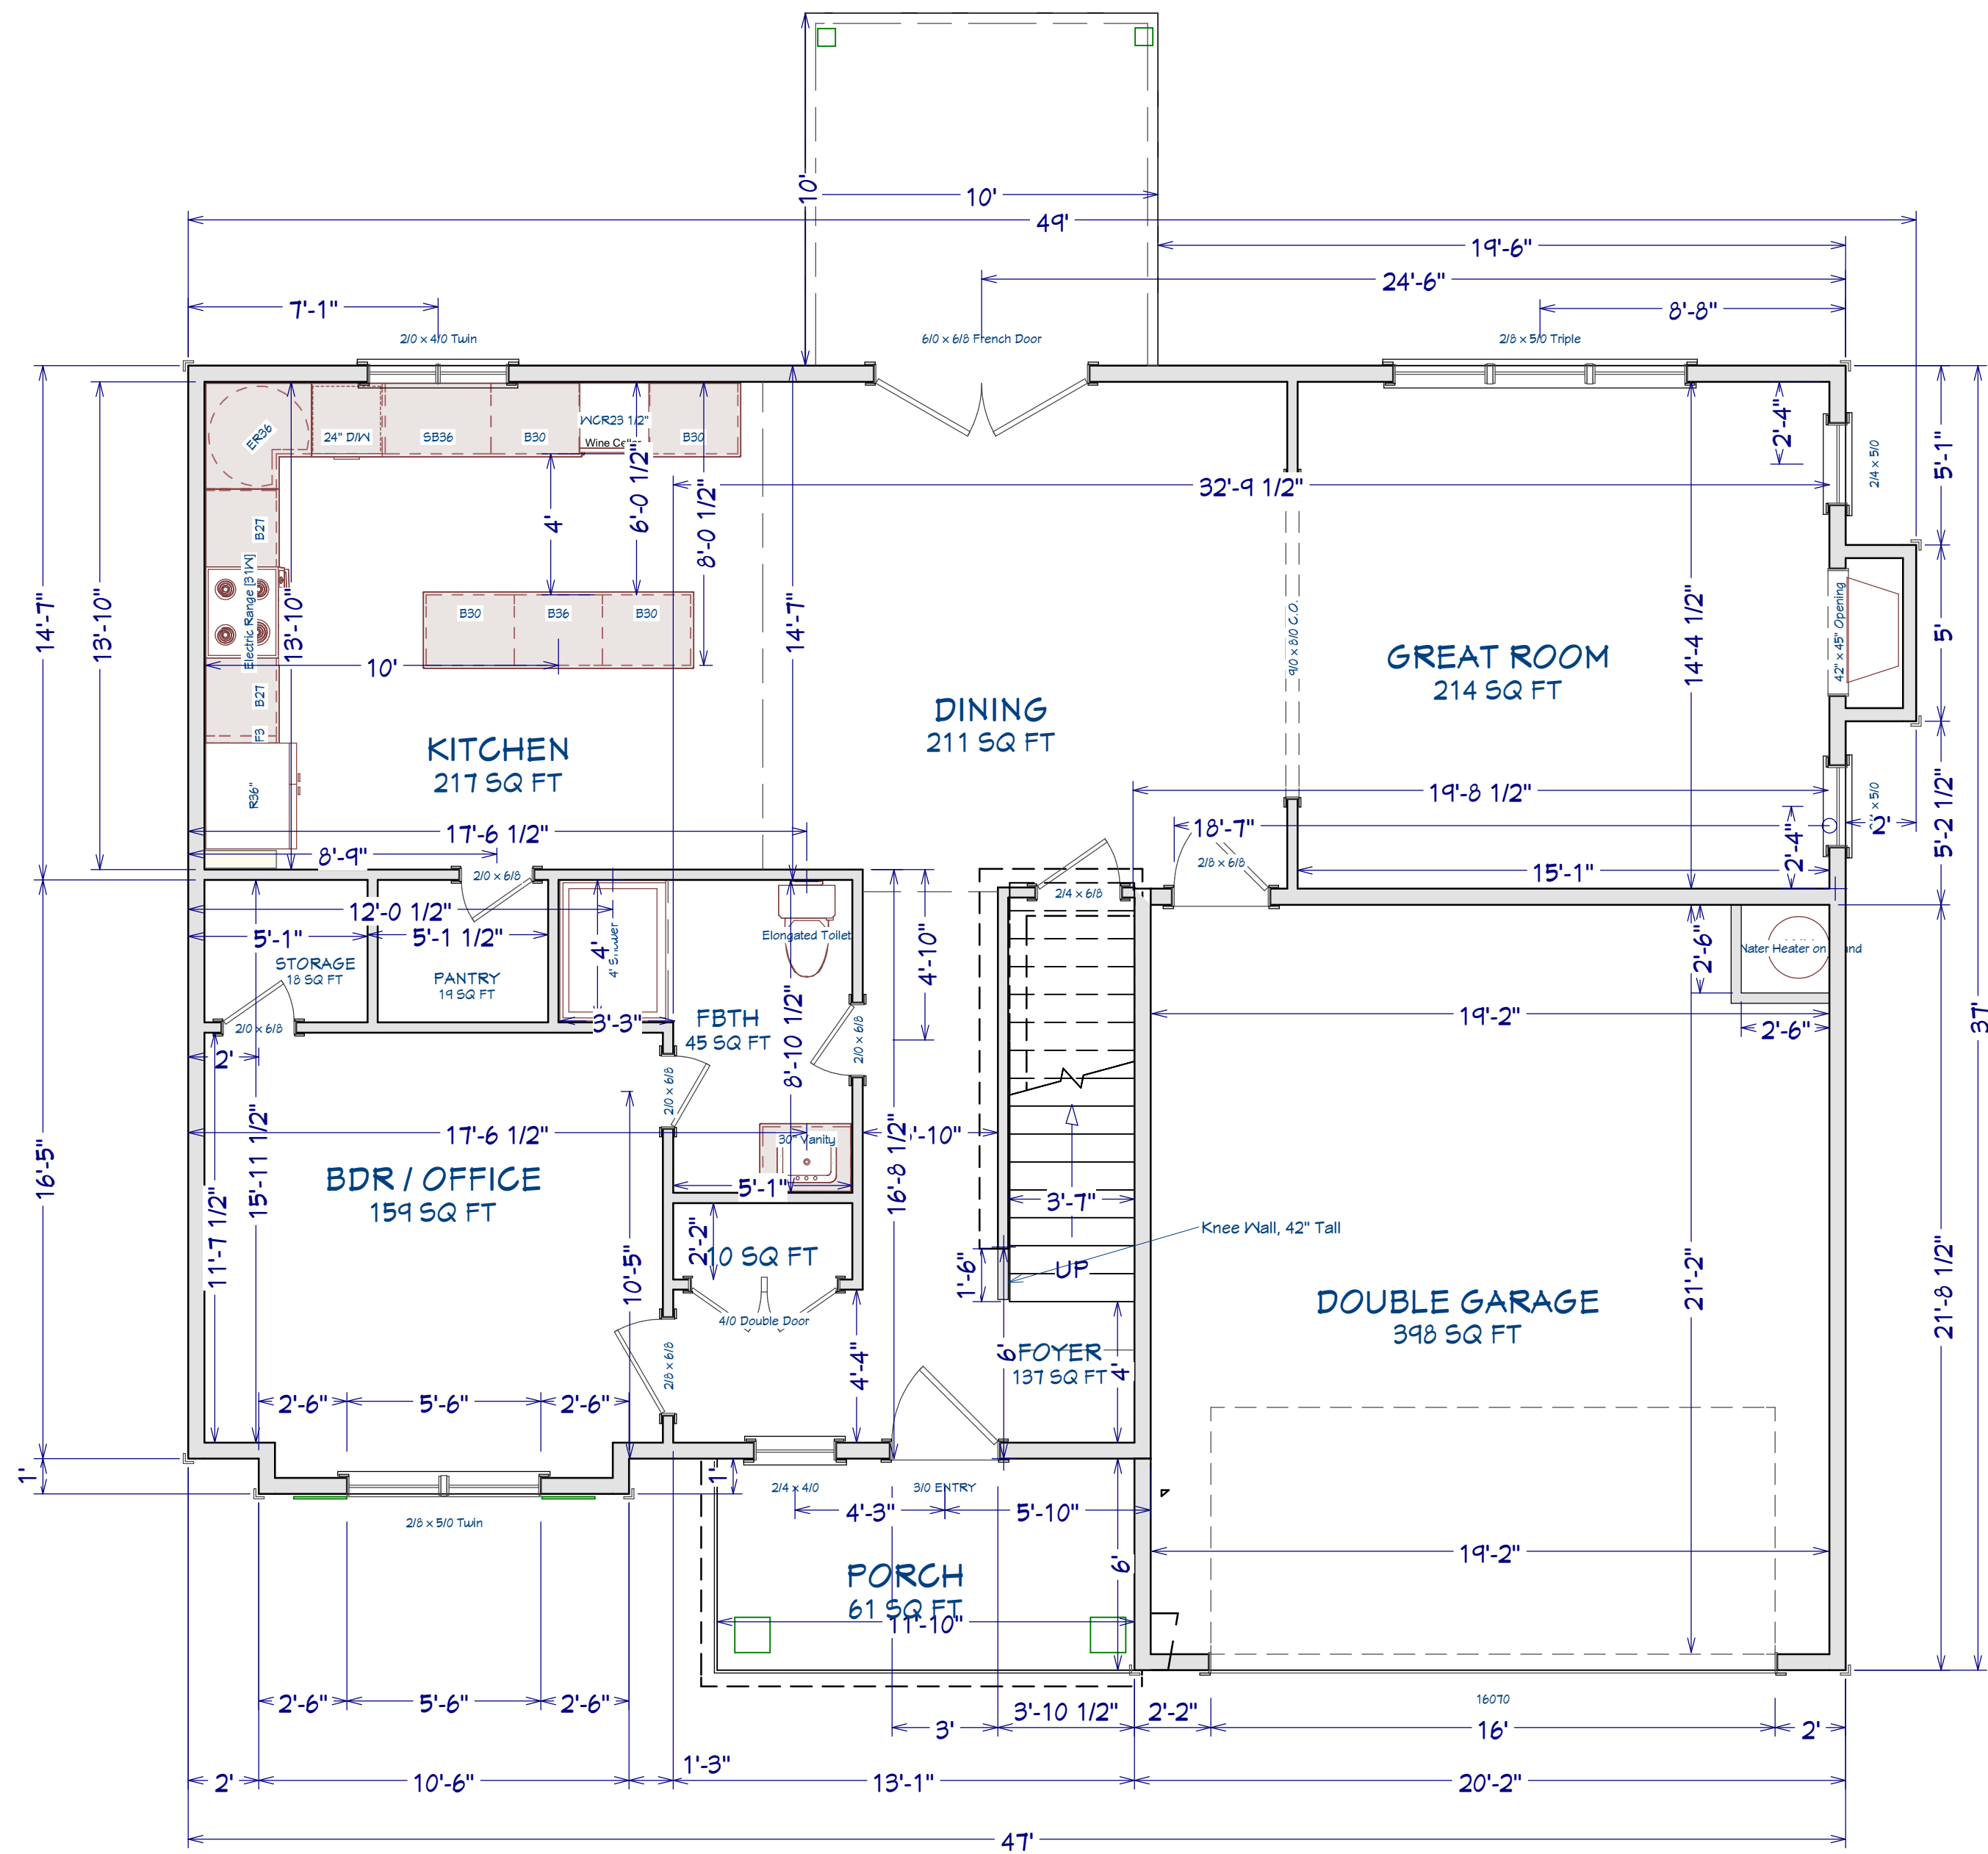 10'
10'
49'
19'-6"
24'-6"
7'-1"
8'-8"
2/0 x 4/0 Twin
6/0 x 6/8 French Door
2/8 x 5/0 Triple
ER36
24" D/W
SB36
B30
WCR23 1/2"
Wine
B30
2'-4"
2/4 x 5/0
5'-1"
32'-9 1/2"
14'-7"
13'-10"
B27
Electric Range [31W]
13'-10"
4'
6'-0 1/2"
8'-0 1/2"
14'-7"
B30
B36
B30
10'
B27
F3
R36"
9/0 x 8/0 C.O.
14'-4 1/2"
42" x 45" Opening
5'
37'
GREAT ROOM
214 SQ FT
DINING
211 SQ FT
KITCHEN
217 SQ FT
19'-8 1/2"
x 5/0
2'
5'-2 1/2"
17'-6 1/2"
18'-7"
2'-4"
8'-9"
2/0 x 6/8
2/8 x 6/8
15'-1"
2/4 x 6/8
12'-0 1/2"
5'-1"
5'-1 1/2"
4'
4'
Elongated Toilet
4'-10"
2'-6"
Water Heater on
STORAGE
18 SQ FT
PANTRY
19 SQ FT
3'-3"
FBTH
45 SQ FT
8'-10 1/2"
2/0 x 6/8
2/0 x 6/8
2'
2/0 x 6/8
19'-2"
2'-6"
17'-6 1/2"
30" Vanity
-10"
16'-5"
15'-11 1/2"
11'-7 1/2"
BDR / OFFICE
159 SQ FT
5'-1"
16'-8 1/2"
3'-7"
Knee Wall, 42" Tall
2'-2"
10 SQ FT
10'-5"
1'-6"
UP
21'-2"
21'-8 1/2"
DOUBLE GARAGE
398 SQ FT
4/0 Double Door
2/8 x 6/8
4'-4"
6'
FOYER
137 SQ FT
4'
2'-6"
5'-6"
2'-6"
1'
1'
2/4 x 4/0
3/0 ENTRY
4'-3"
5'-10"
2/8 x 5/0 Twin
6'
19'-2"
PORCH
61 SQ FT
11'-10"
2'-6"
5'-6"
2'-6"
3'
3'-10 1/2"
2'-2"
16070
16'
2'
2'
10'-6"
1'-3"
13'-1"
20'-2"
47'